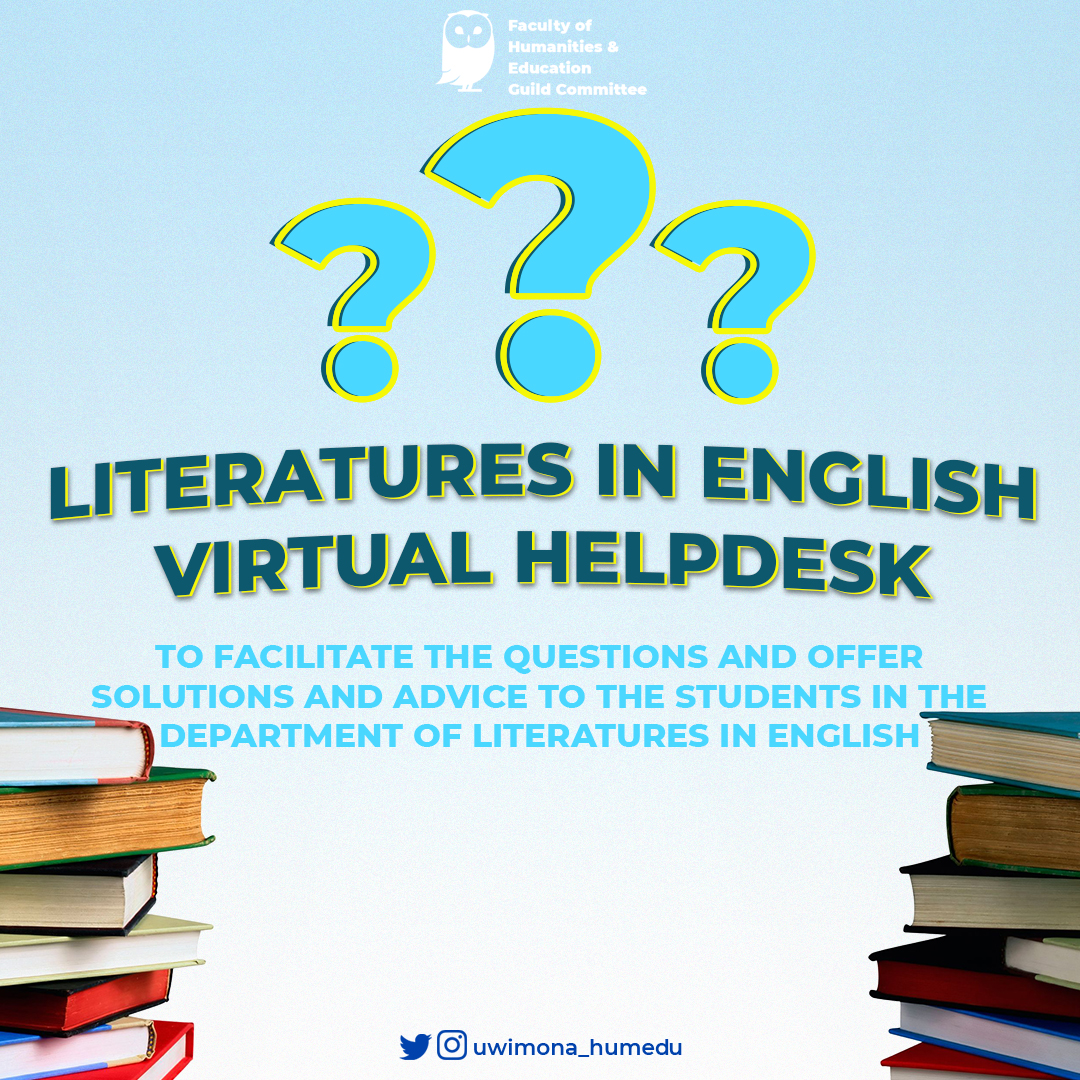 Faculty of
Humanities &
Education
Guild Committee
???
LITERATURES IN ENGLISH
VIRTUAL HELPDESK
TO FACILITATE THE QUESTIONS AND OFFER
SOLUTIONS AND ADVICE TO THE STUDENTS IN THE
DEPARTMENT OF LITERATURES IN ENGLISH
uwimona_humedu